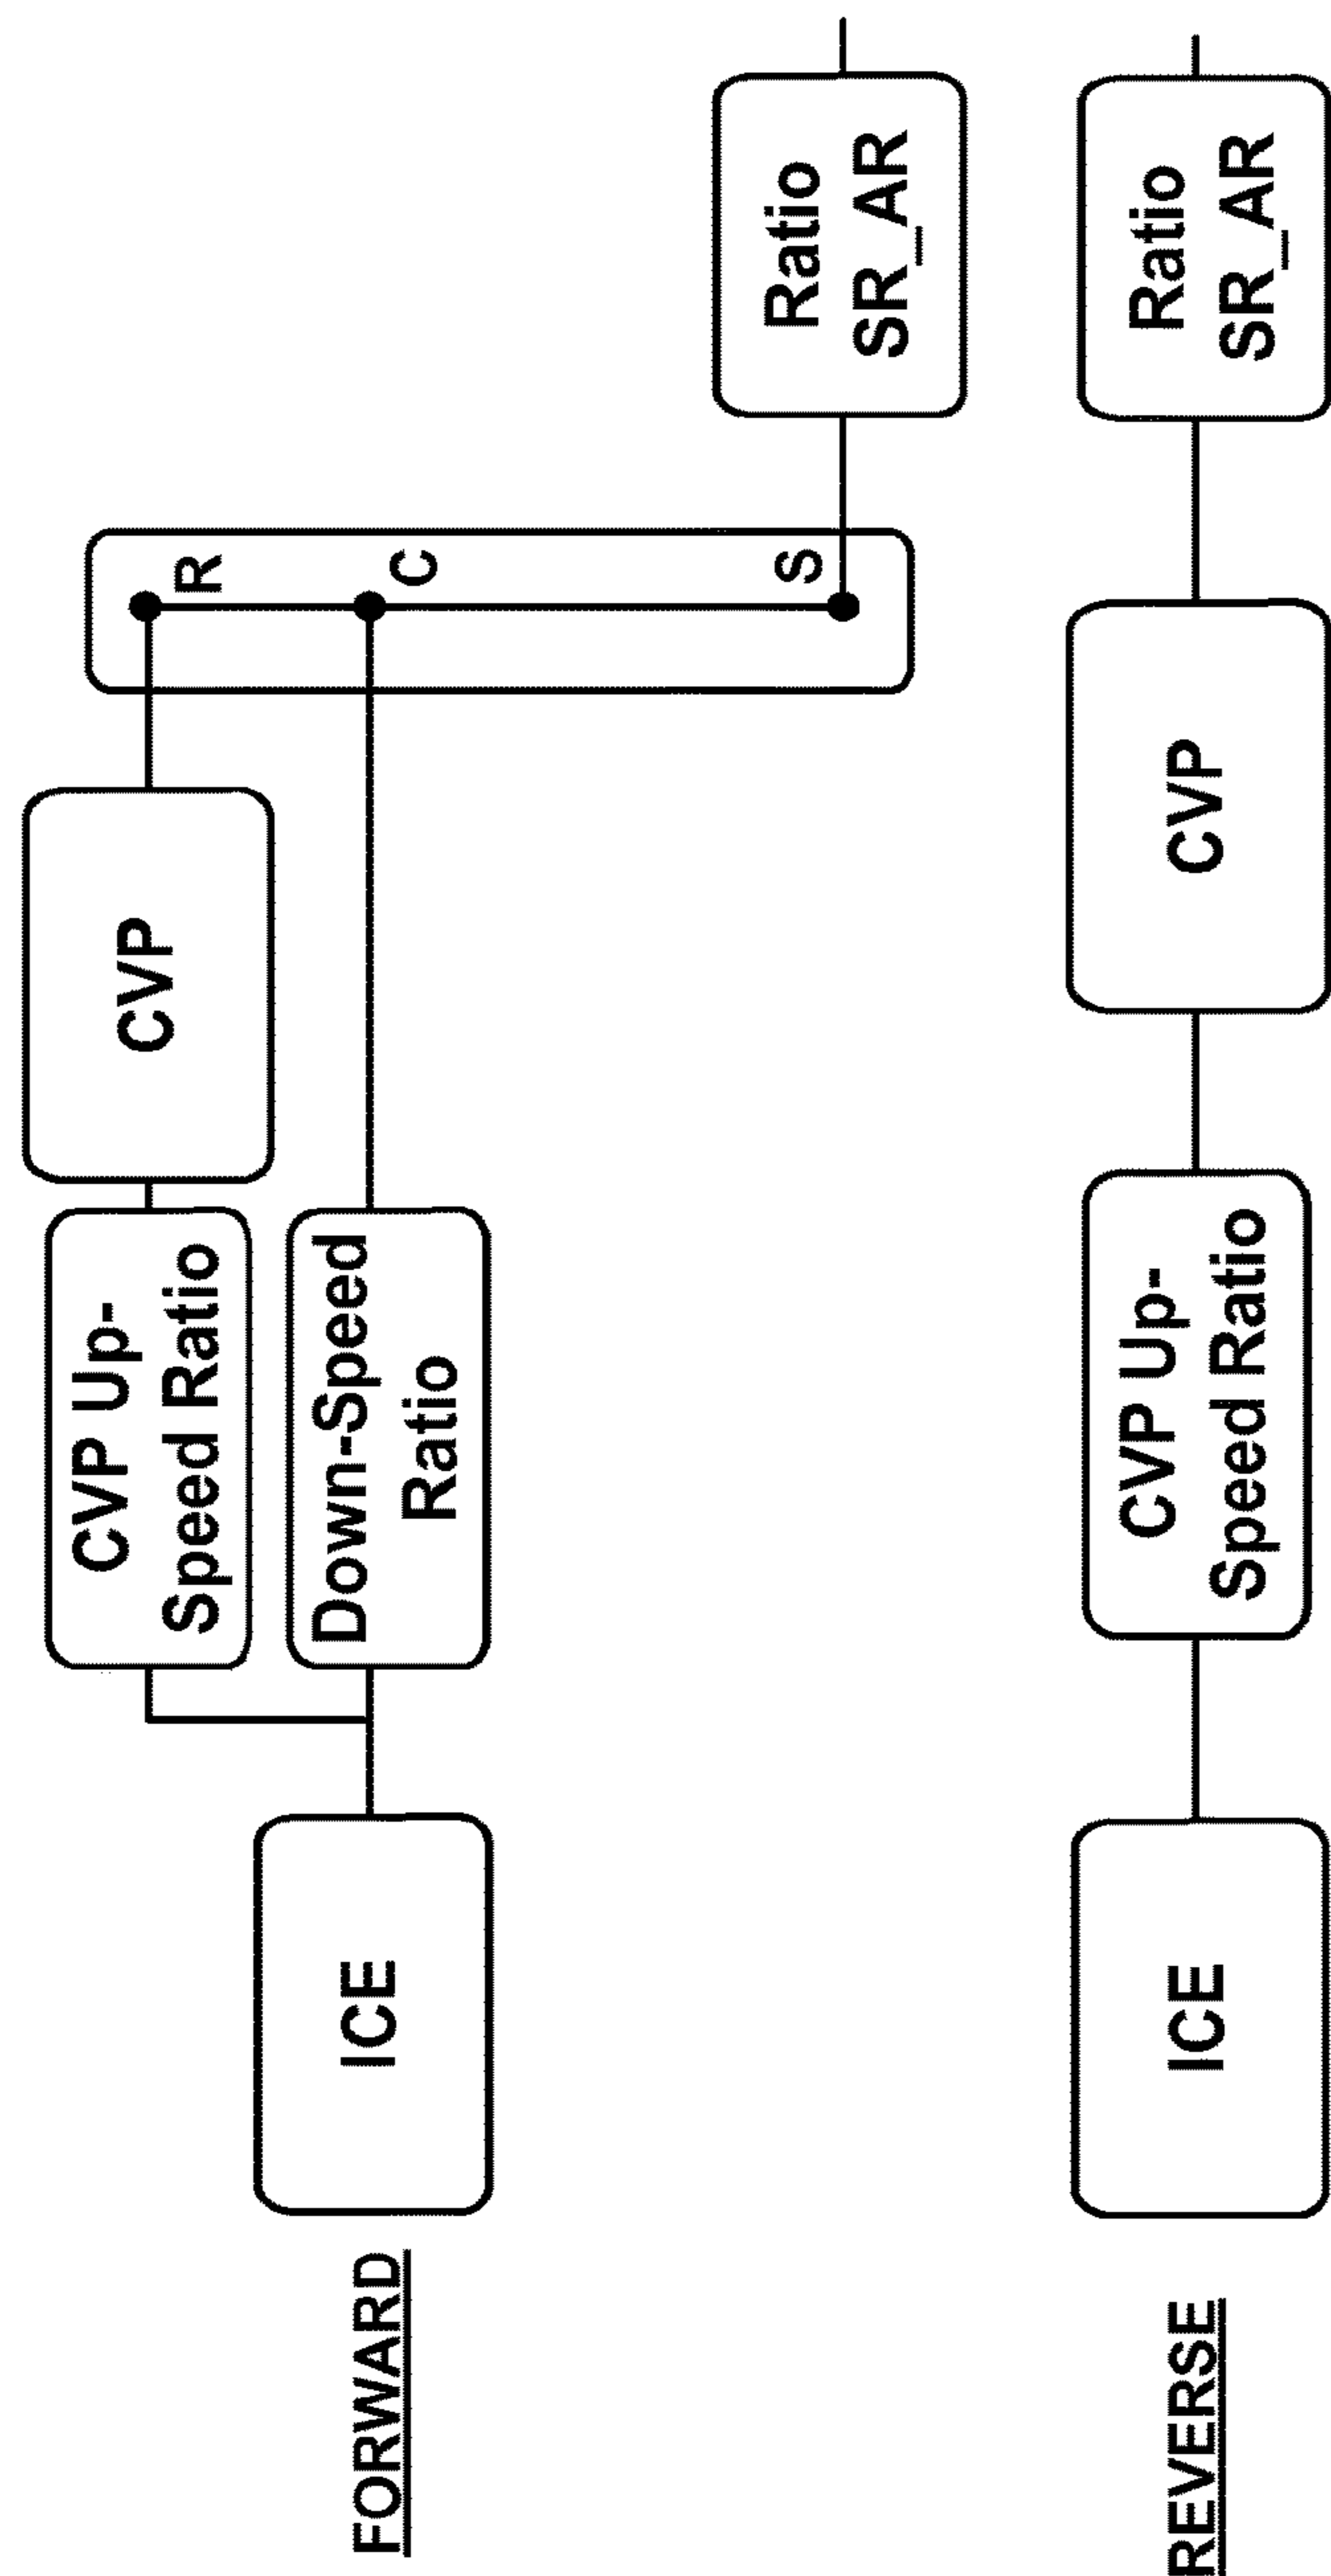 FORWARD
ICE
CVP Up-
Speed Ratio
Down-Speed
Ratio
CVP
R
C
S
Ratio
SR_AR
REVERSE
ICE
CVP Up-
Speed Ratio
CVP
Ratio
SR_AR